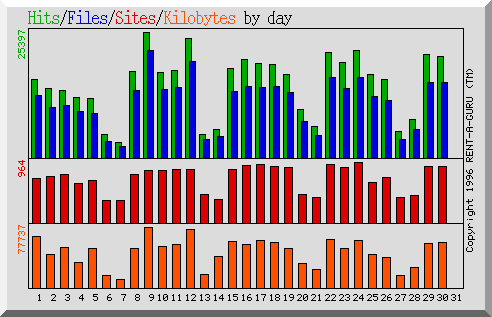 Hits/Files/Sites/Kilobytes by day
25397
964
77737
Copyright 1996 RENT-A-GURU (TM)
1 2 3 4 5 6 7 8 9 10 11 12 13 14 15 16 17 18 19 20 21 22 23 24 25 26 27 28 29 30 31